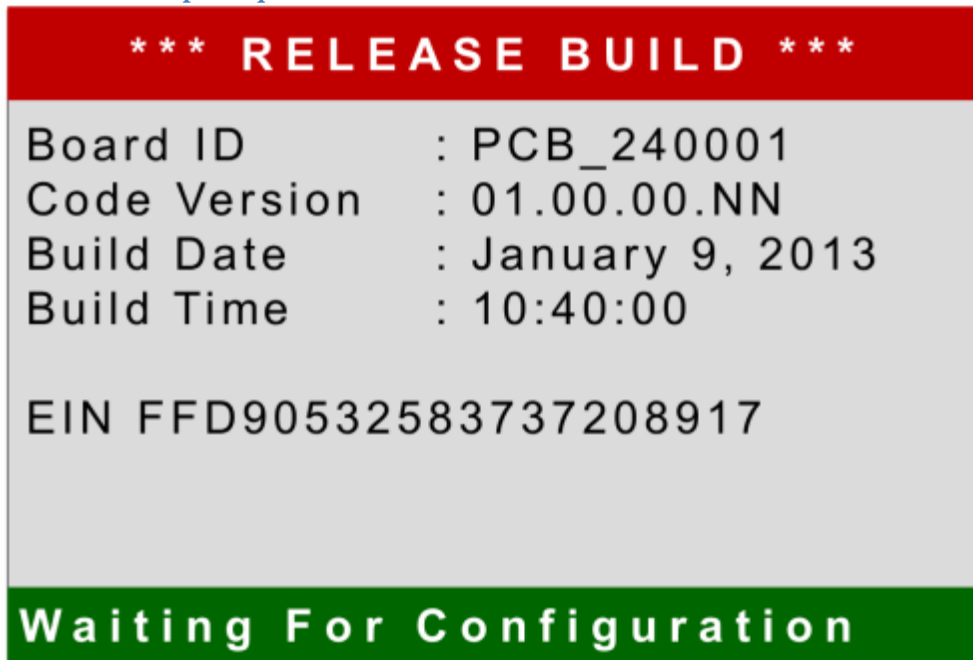 *** RELEASE BUILD ***
Board ID : PCB_240001
Code Version : 01.00.00.NN
Build Date : January 9, 2013
Build Time : 10:40:00
EIN FFD90532583737208917
Waiting For Configuration